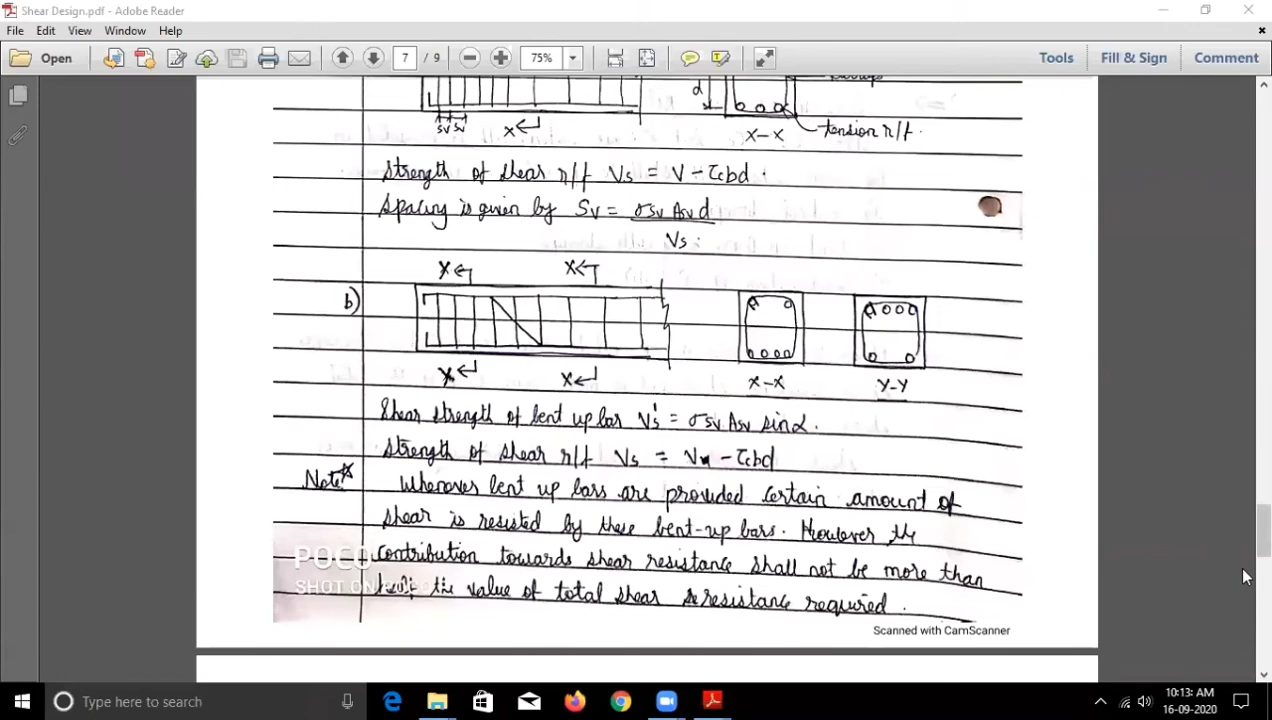 Shear Design.pdf - Adobe Reader
File Edit View Window Help
Open 7 / 9 75% Tools Fill & Sign Comment
d
Sv Sv x x-x tension r/f.
Strength of shear r/f Vs = V - τcbd.
Spacing is given by Sv = σsv Asv d
Vs
X X
b)
X X X-X Y-Y
Shear strength of bent up bar Vs' = σsv Asv sinα.
Strength of shear r/f Vs = V - τcbd
Note* Whenever bent up bars are provided certain amount of
shear is resisted by these bent-up bars. However the
contribution towards shear resistance shall not be more than
half the value of total shear resistance required.
POCO
SHOT ON POCO
Scanned with CamScanner
Type here to search
10:13: AM
16-09-2020